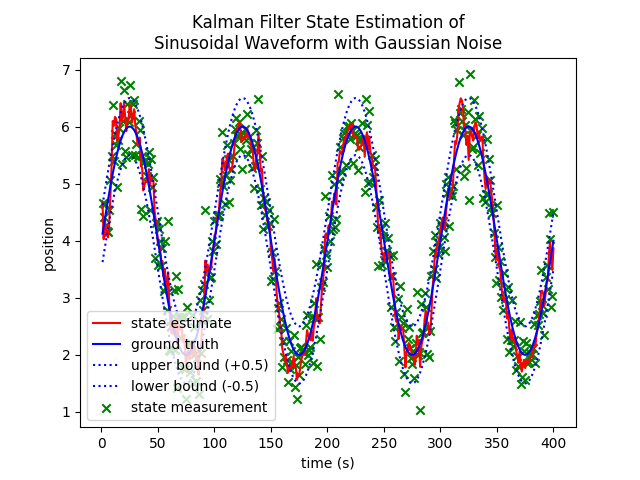 Kalman Filter State Estimation of
Sinusoidal Waveform with Gaussian Noise
7
6
5
4
3
2
1
position
state estimate
ground truth
upper bound (+0.5)
lower bound (-0.5)
state measurement
0 50 100 150 200 250 300 350 400
time (s)